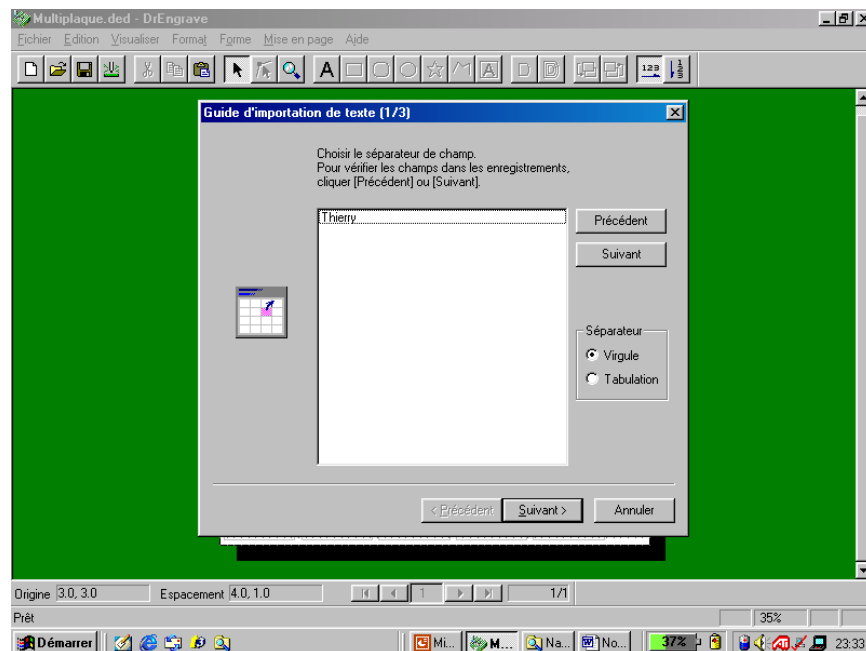 Multiplaque.ded - DrEngrave
Fichier Edition Visualiser Format Forme Mise en page Aide
A A D D 123 123
Guide d'importation de texte (1/3)
Choisir le séparateur de champ.
Pour vérifier les champs dans les enregistrements,
cliquer [Précédent] ou [Suivant].
Thierry
Précédent
Suivant
Séparateur
Virgule
Tabulation
< Précédent Suivant > Annuler
Origine 3.0, 3.0 Espacement 4.0, 1.0 1 1/1
Prêt 35%
Démarrer Mi... M... Na... No... 37% 23:33